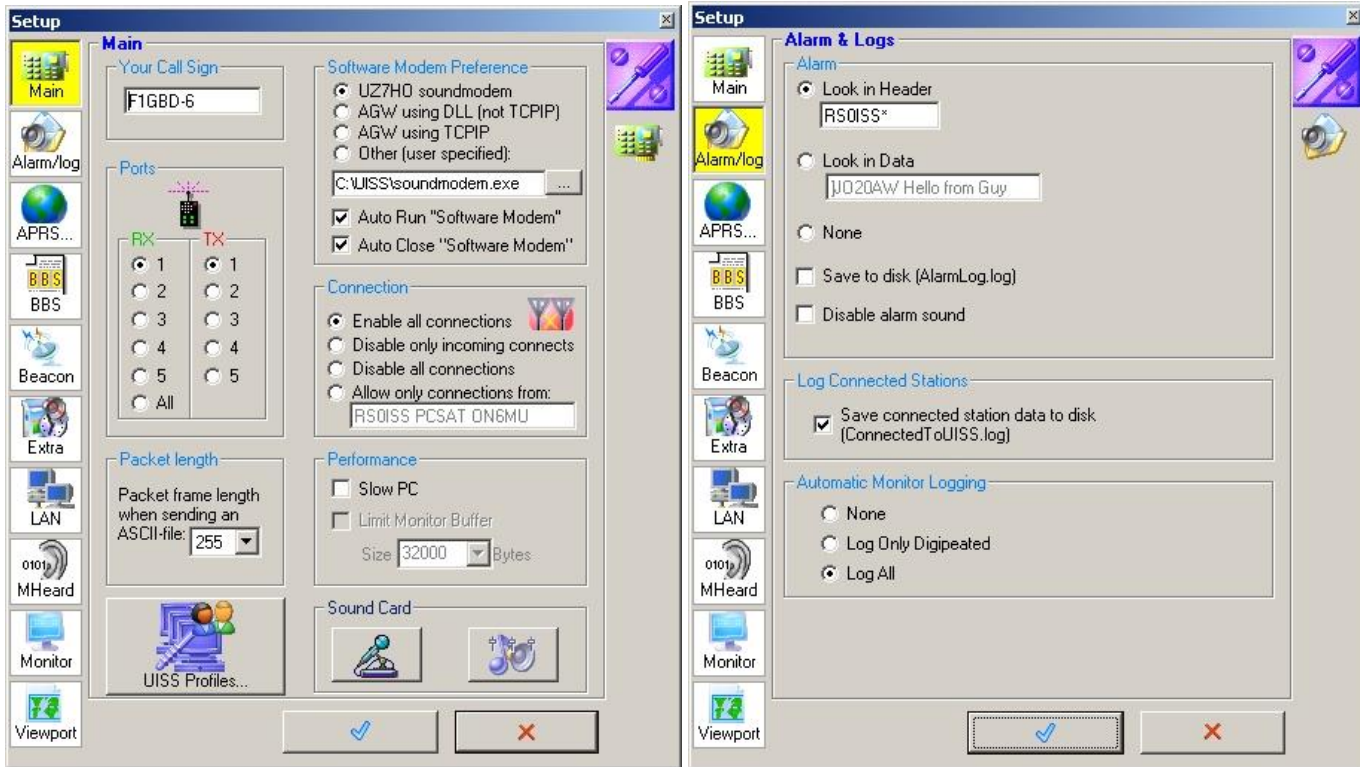 Setup
Main
Alarm/log
APRS...
BBS
BBS
Beacon
Extra
LAN
0101
MHeard
Monitor
Viewport
Main
Your Call Sign
F1GBD-6
Ports
RX TX
1 1
2 2
3 3
4 4
5 5
All
Packet length
Packet frame length
when sending an
ASCII-file: 255
UISS Profiles...
Software Modem Preference
UZ7HO soundmodem
AGW using DLL (not TCPIP)
AGW using TCPIP
Other (user specified):
C:\UISS\soundmodem.exe ...
Auto Run "Software Modem"
Auto Close "Software Modem"
Connection
Enable all connections
Disable only incoming connects
Disable all connections
Allow only connections from:
RS0ISS PCSAT ON6MU
Performance
Slow PC
Limit Monitor Buffer
Size 32000 Bytes
Sound Card
Setup
Main
Alarm/log
APRS...
BBS
BBS
Beacon
Extra
LAN
0101
MHeard
Monitor
Viewport
Alarm & Logs
Alarm
Look in Header
RS0ISS*
Look in Data
]JO20AW Hello from Guy
None
Save to disk (AlarmLog.log)
Disable alarm sound
Log Connected Stations
Save connected station data to disk
(ConnectedToUISS.log)
Automatic Monitor Logging
None
Log Only Digipeated
Log All